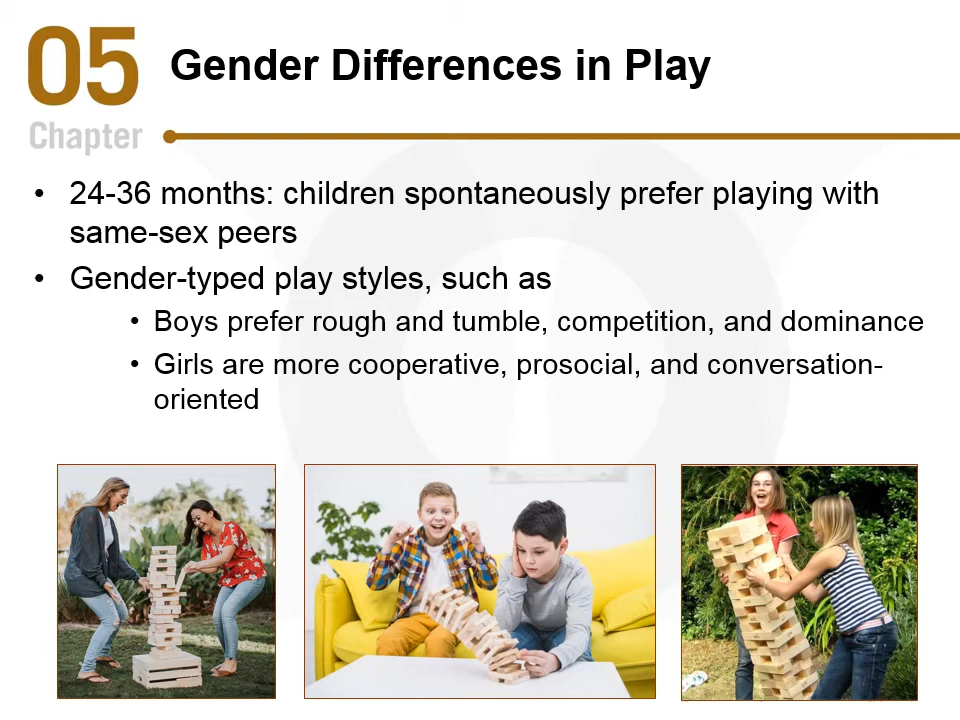 05
Chapter
Gender Differences in Play
• 24-36 months: children spontaneously prefer playing with
same-sex peers
• Gender-typed play styles, such as
• Boys prefer rough and tumble, competition, and dominance
• Girls are more cooperative, prosocial, and conversation-
oriented